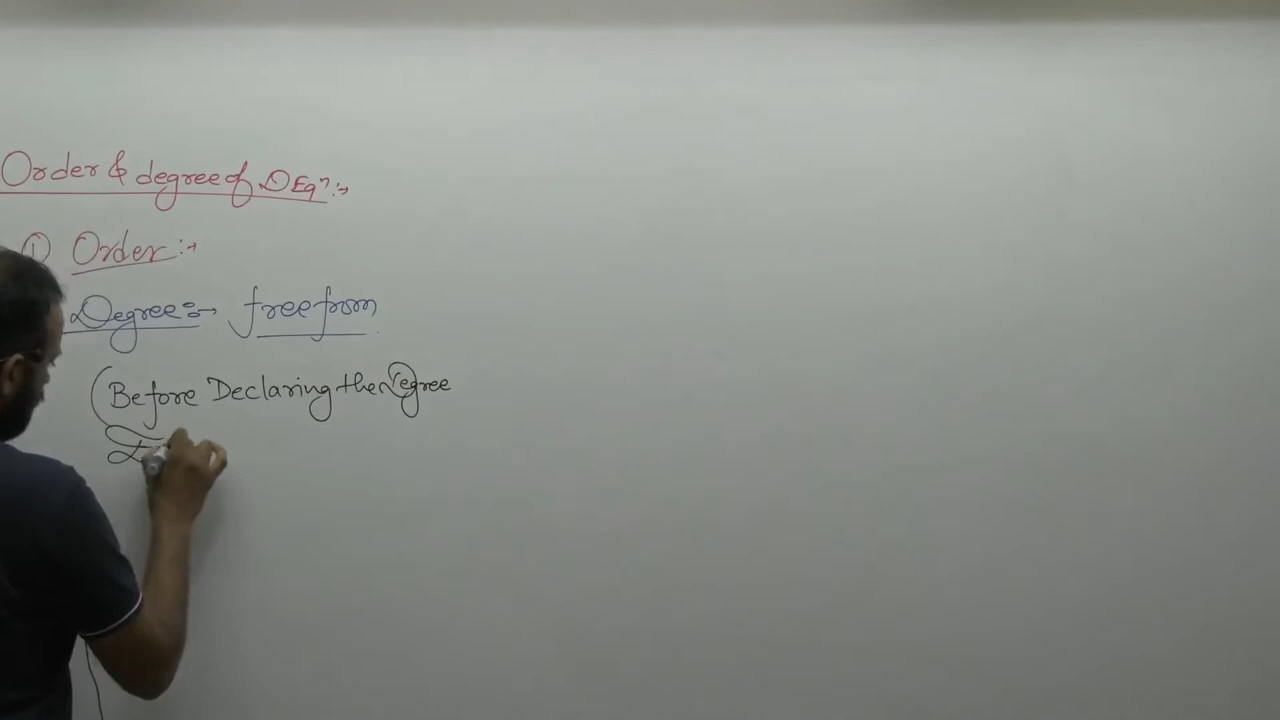 Order & degree of D Eqⁿ :→
① Order :→
Degree :→ free from
(Before Declaring the Degree